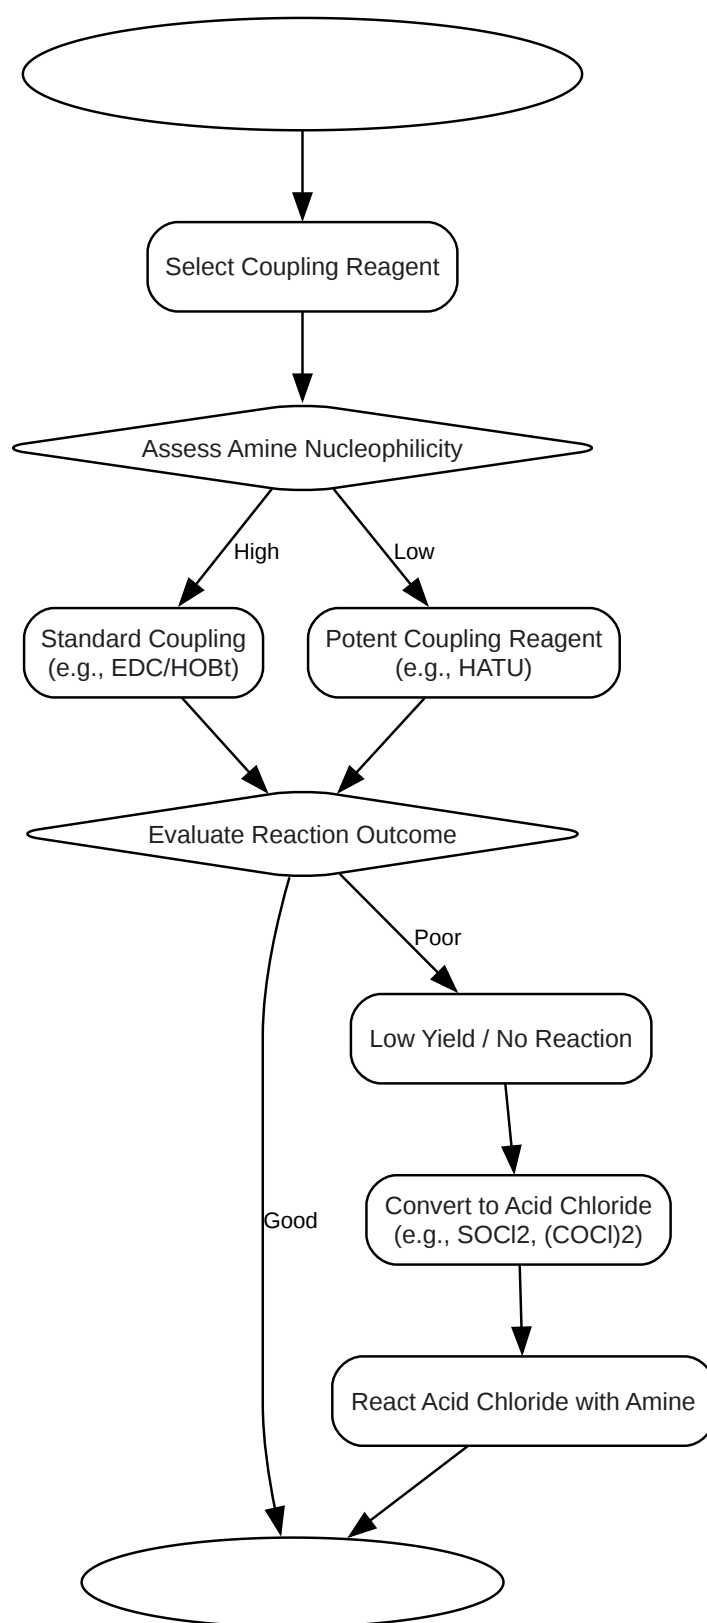 Select Coupling Reagent
Assess Amine Nucleophilicity
High
Low
Standard Coupling
(e.g., EDC/HOBt)
Potent Coupling Reagent
(e.g., HATU)
Evaluate Reaction Outcome
Poor
Low Yield / No Reaction
Convert to Acid Chloride
(e.g., SOCl2, (COCl)2)
Good
React Acid Chloride with Amine